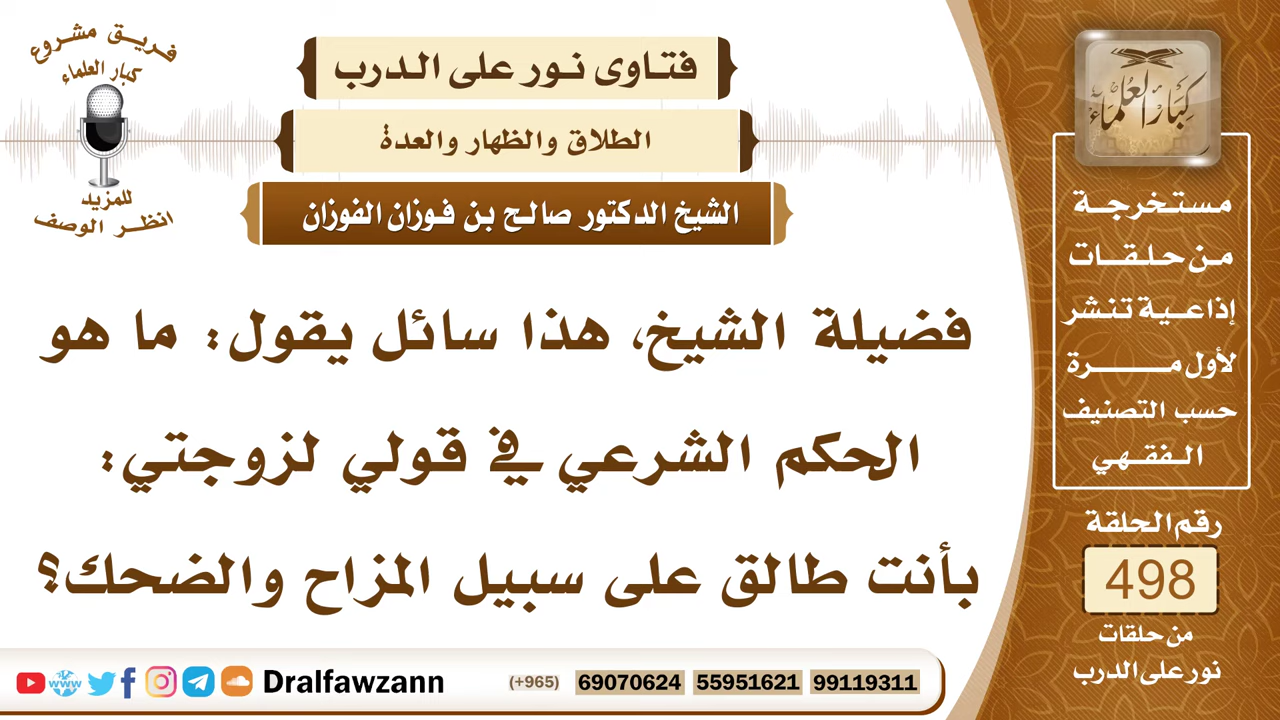 فريق مشروع
كبار العلماء
للمزيد
انظر الوصف
فتاوى نور على الدرب
الطلاق والظهار والعدة
الشيخ الدكتور صالح بن فوزان الفوزان
فضيلة الشيخ، هذا سائل يقول: ما هو
الحكم الشرعي في قولي لزوجتي:
بأنت طالق على سبيل المزاح والضحك؟
كبار العلماء
مستخرجة
من حلقات
إذاعية تنشر
لأول مرة
حسب التصنيف
الفقهي
رقم الحلقة
498
من حلقات
نور على الدرب
www Dralfawzann (+965) 69070624 55951621 99119311